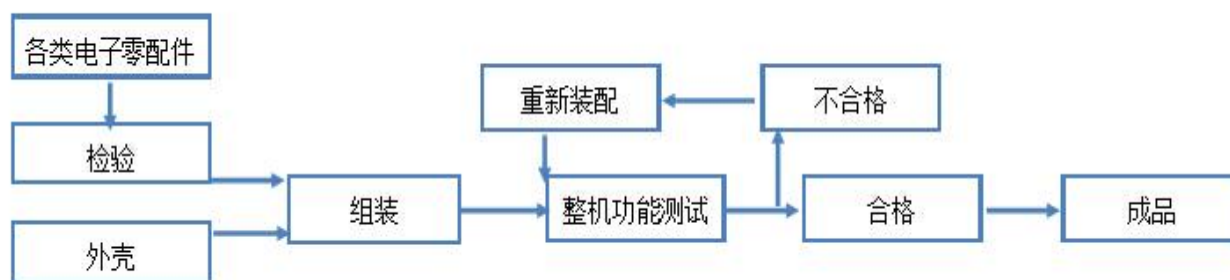 各类电子零配件
重新装配
不合格
检验
组装
整机功能测试
合格
成品
外壳